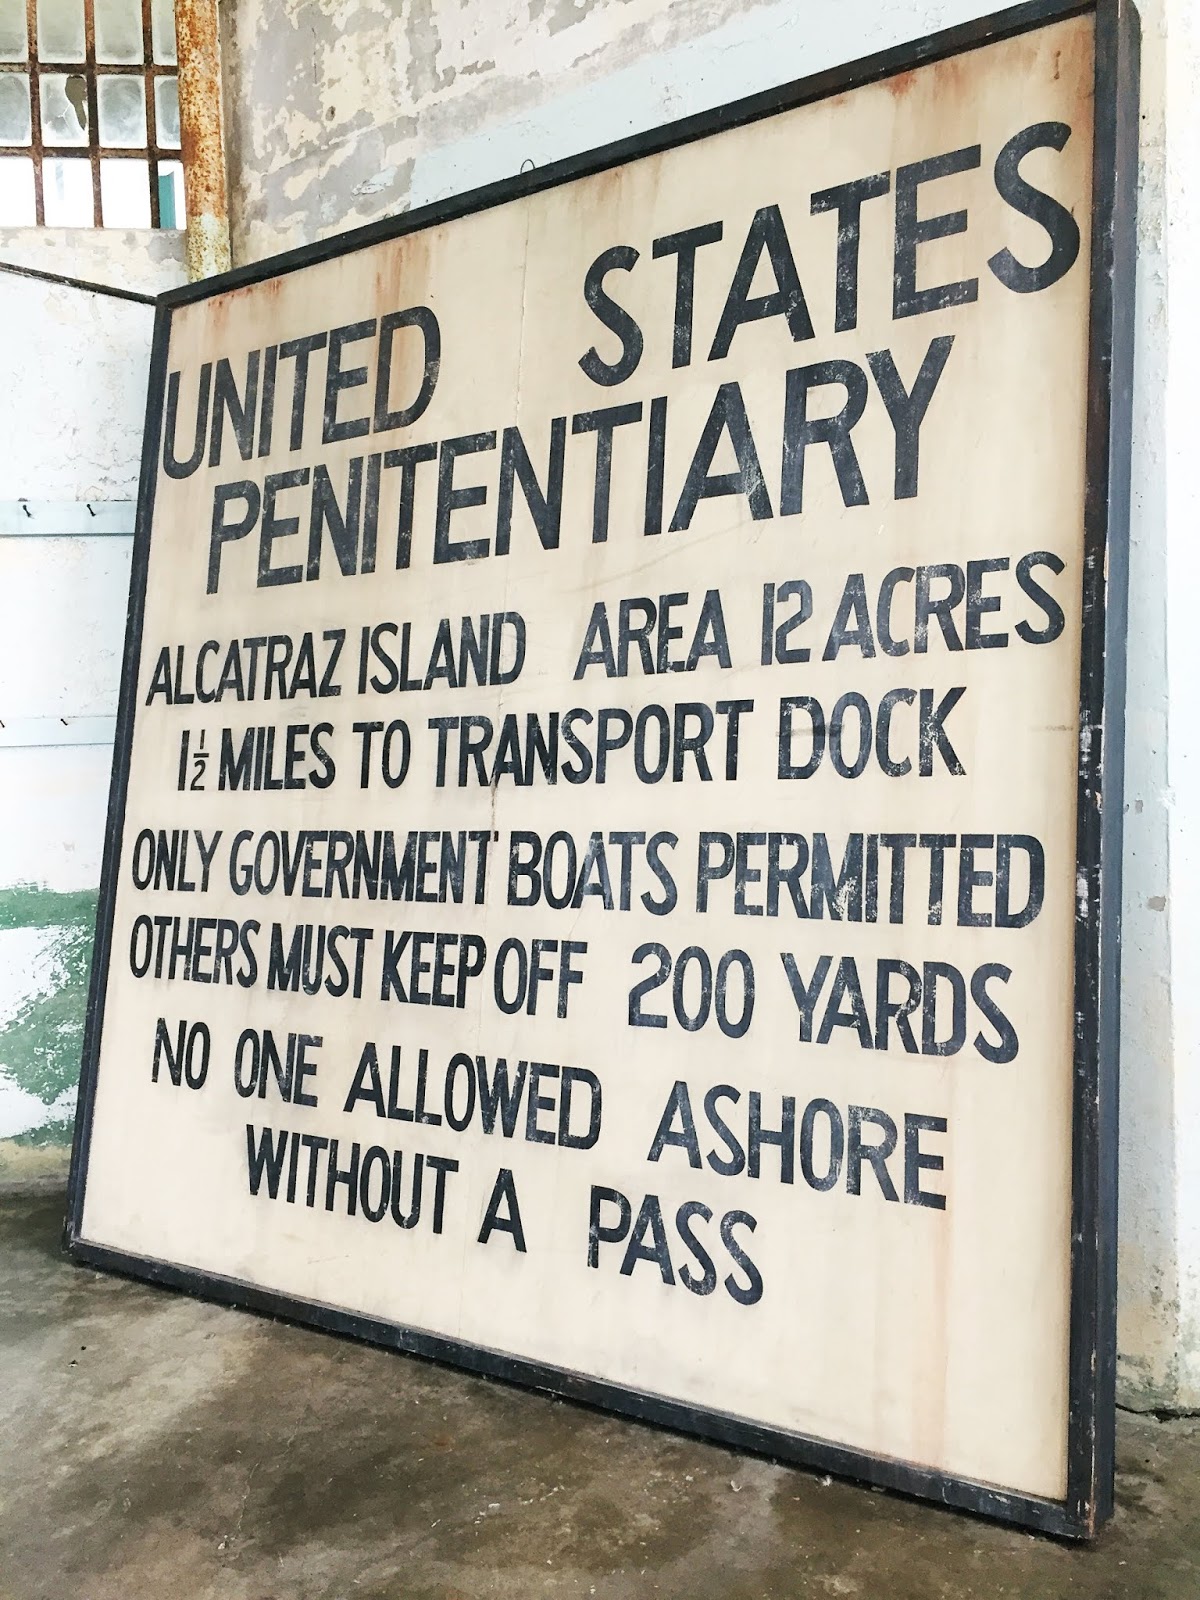 UNITED STATES
PENITENTIARY
ALCATRAZ ISLAND AREA 12 ACRES
1½ MILES TO TRANSPORT DOCK
ONLY GOVERNMENT BOATS PERMITTED
OTHERS MUST KEEP OFF 200 YARDS
NO ONE ALLOWED ASHORE
WITHOUT A PASS